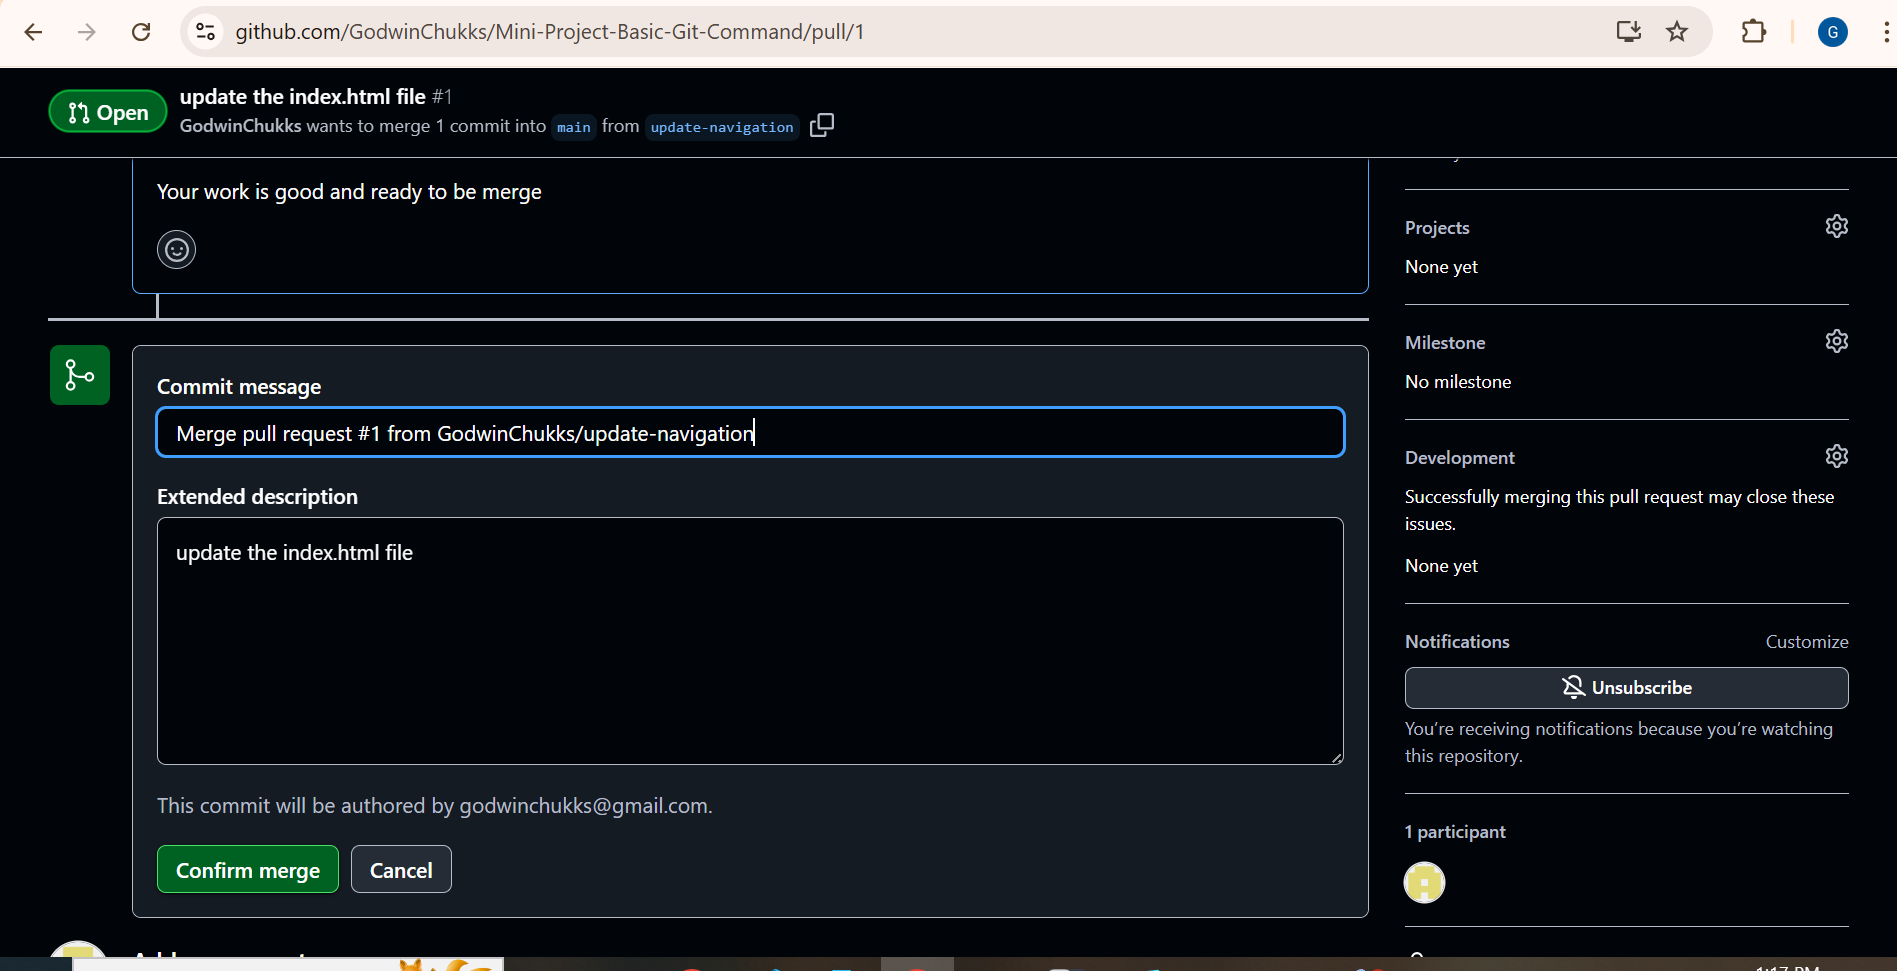 github.com/GodwinChukks/Mini-Project-Basic-Git-Command/pull/1
G
Open
update the index.html file #1
GodwinChukks wants to merge 1 commit into main from update-navigation
Your work is good and ready to be merge
Commit message
Merge pull request #1 from GodwinChukks/update-navigation
Extended description
update the index.html file
This commit will be authored by godwinchukks@gmail.com.
Confirm merge
Cancel
Projects
None yet
Milestone
No milestone
Development
Successfully merging this pull request may close these
issues.
None yet
Notifications
Customize
Unsubscribe
You’re receiving notifications because you’re watching
this repository.
1 participant